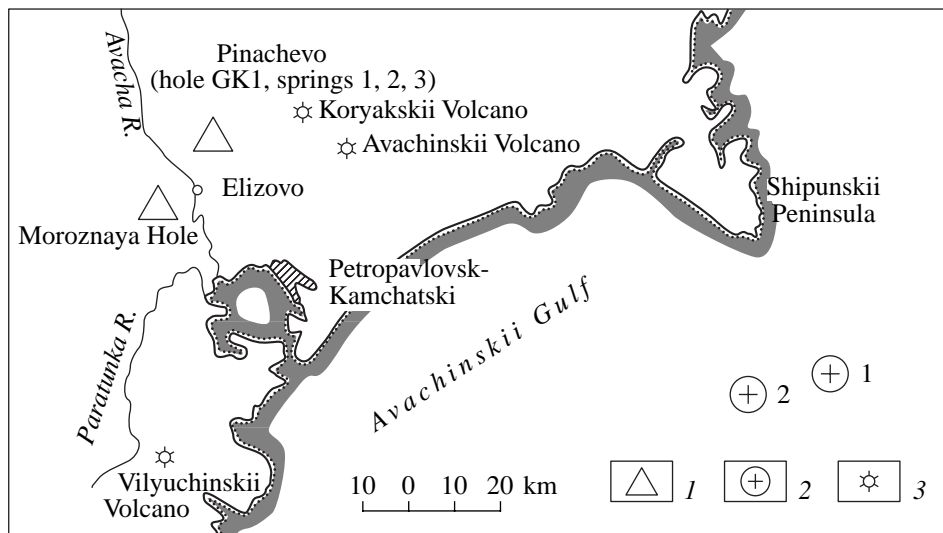 Avacha R.
Pinachevo
(hole GK1, springs 1, 2, 3)
Koryakskii Volcano
Avachinskii Volcano
Elizovo
Shipunskii
Peninsula
Moroznaya Hole
Petropavlovsk-
Kamchatski
Avachinskii Gulf
Paratunka R.
1
2
Vilyuchinskii
Volcano
10 0 10 20 km
1
2
3